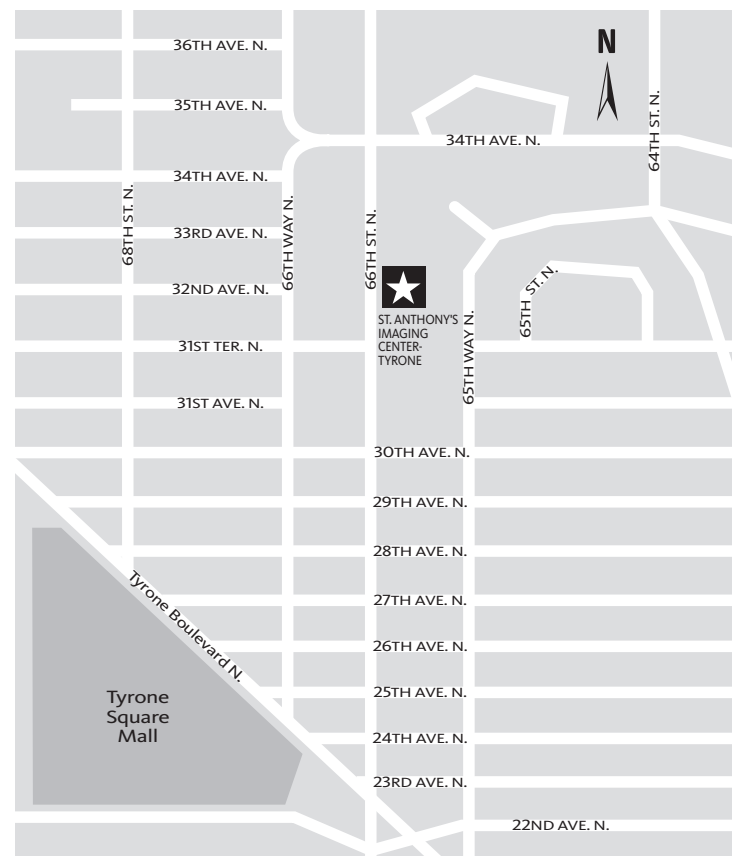 36TH AVE. N.
N
35TH AVE. N.
34TH AVE. N.
64TH ST. N.
34TH AVE. N.
68TH ST. N.
66TH WAY N.
66TH ST. N.
33RD AVE. N.
32ND AVE. N.
65TH ST. N.
ST. ANTHONY'S
IMAGING
CENTER-
TYRONE
65TH WAY N.
31ST TER. N.
31ST AVE. N.
30TH AVE. N.
29TH AVE. N.
28TH AVE. N.
Tyrone Boulevard N.
27TH AVE. N.
26TH AVE. N.
25TH AVE. N.
Tyrone
Square
Mall
24TH AVE. N.
23RD AVE. N.
22ND AVE. N.